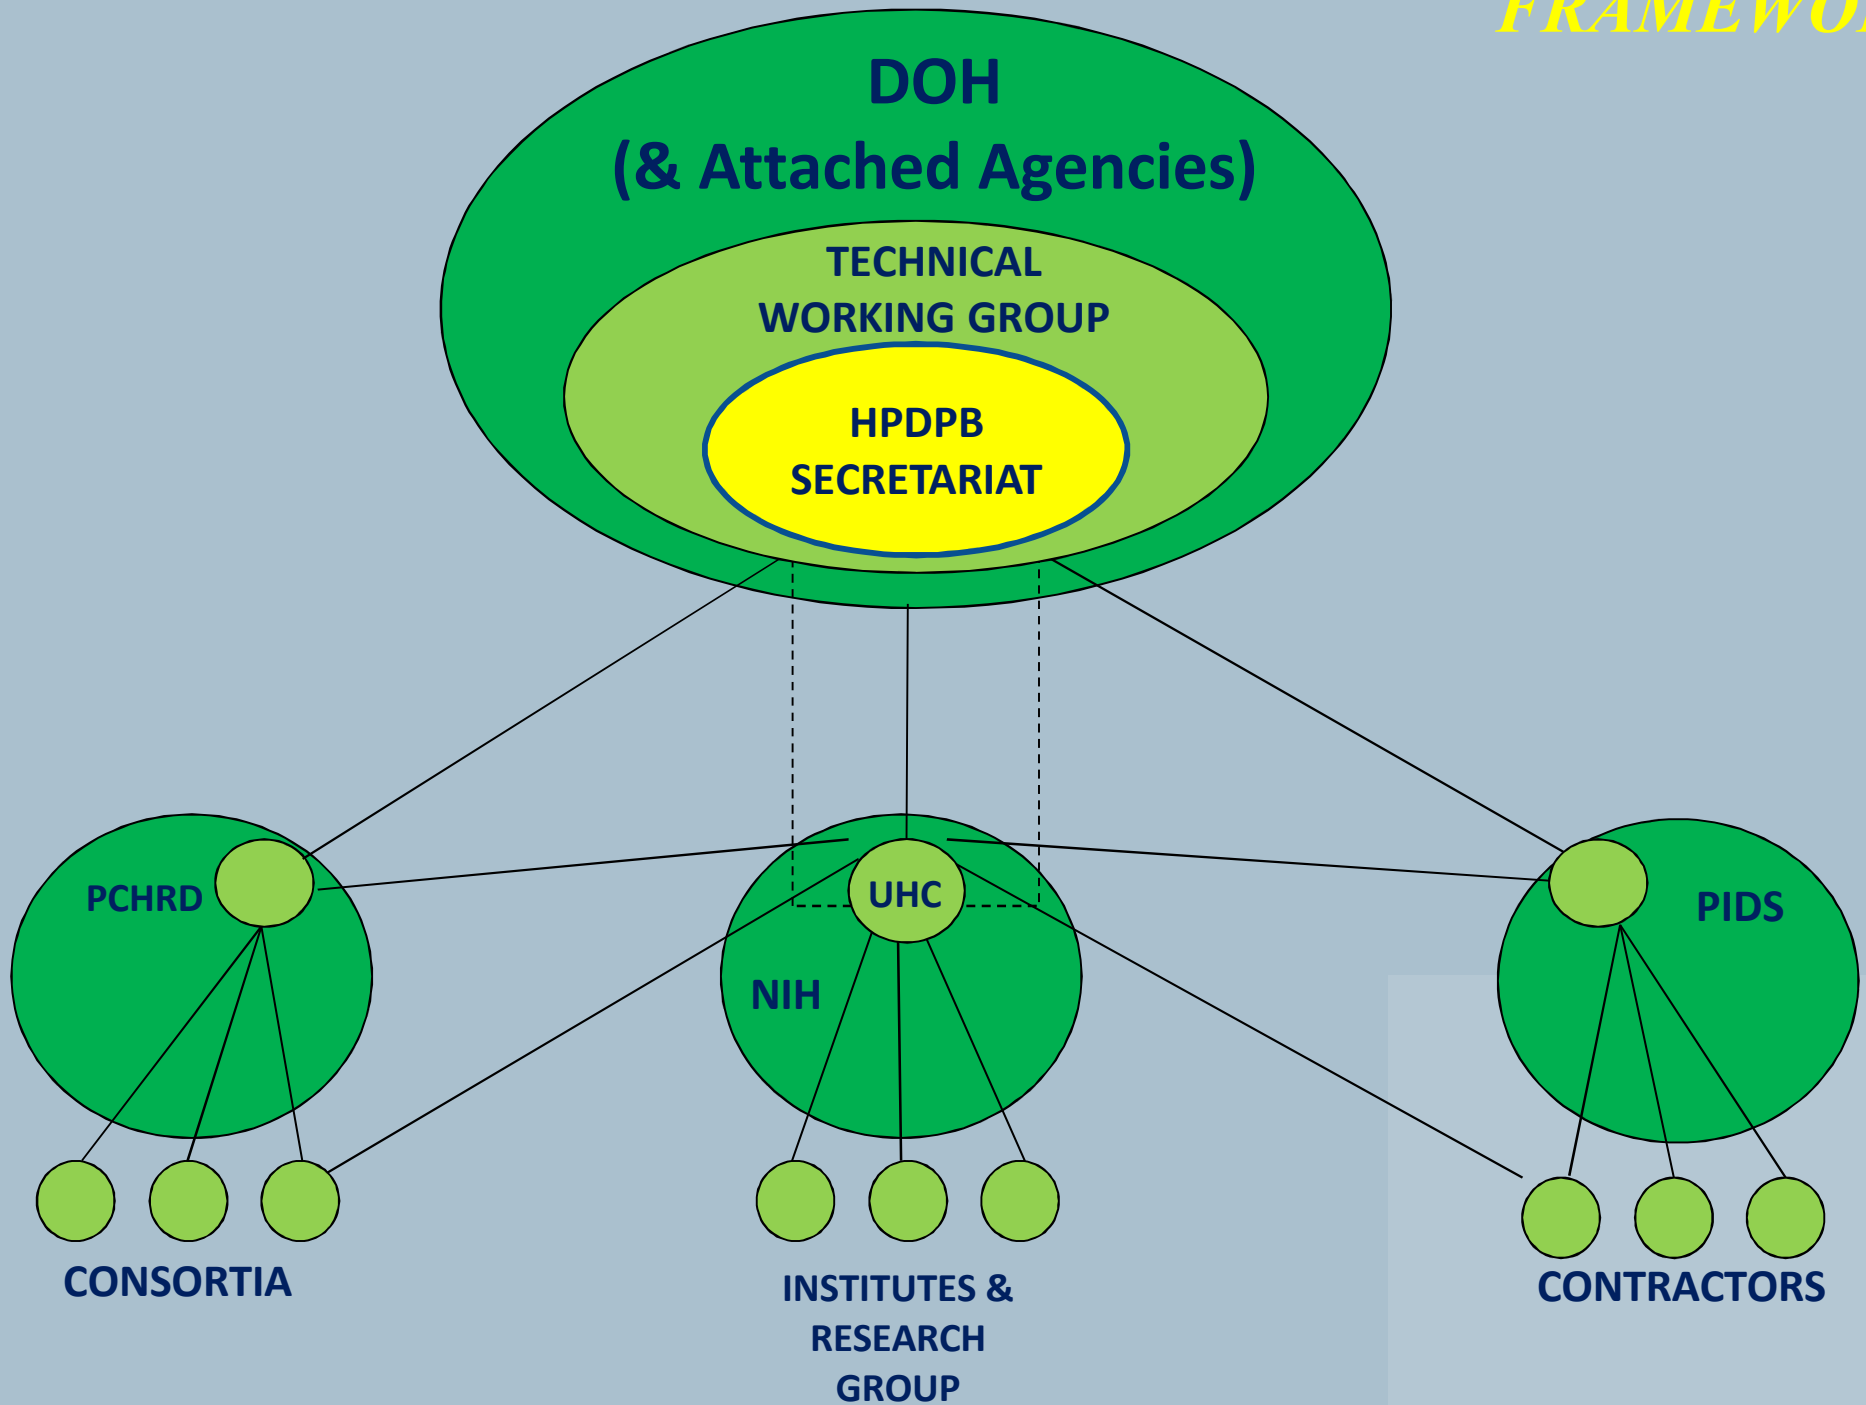 DOH
(& Attached Agencies)
TECHNICAL
WORKING GROUP
HPDPB
SECRETARIAT
PCHRD
UHC
PIDS
NIH
CONSORTIA
INSTITUTES &
RESEARCH
GROUP
CONTRACTORS